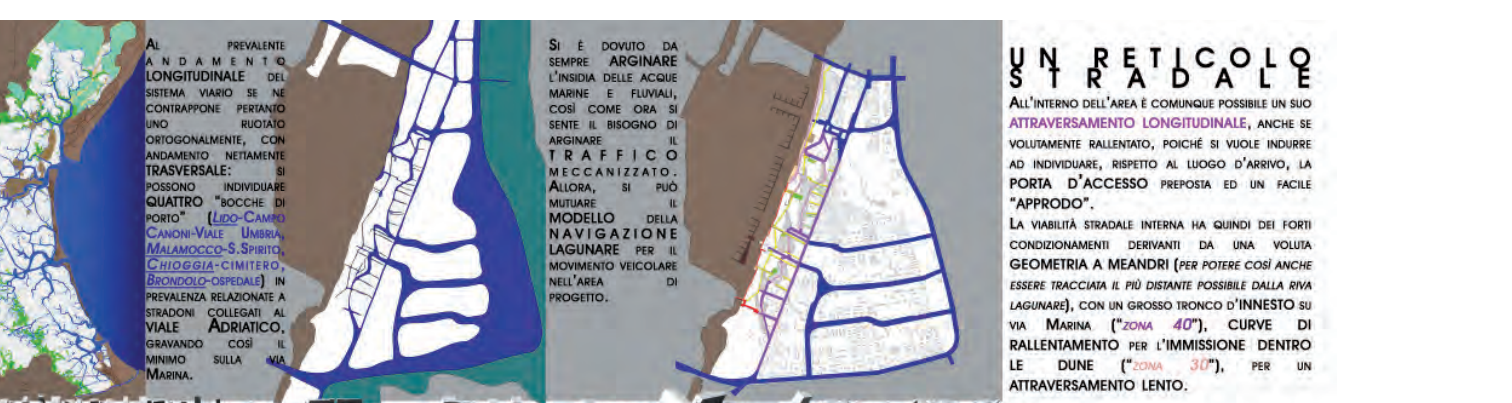 AL PREVALENTE
ANDAMENTO
LONGITUDINALE DEL
SISTEMA VIARIO SE NE
CONTRAPPONE PERTANTO
UNO RUOTATO
ORTOGONALMENTE, CON
ANDAMENTO NETTAMENTE
TRASVERSALE: SI
POSSONO INDIVIDUARE
QUATTRO "BOCCHE DI
PORTO" (LIDO-CAMPO
CANONI-VIALE UMBRIA,
MALAMOCCO-S.SPIRITO,
CHIOGGIA-CIMITERO,
BRONDOLO-OSPEDALE) IN
PREVALENZA RELAZIONATE A
STRADONI COLLEGATI AL
VIALE ADRIATICO,
GRAVANDO COSÌ IL
MINIMO SULLA VIA
MARINA.
SI È DOVUTO DA
SEMPRE ARGINARE
L'INSIDIA DELLE ACQUE
MARINE E FLUVIALI,
COSÌ COME ORA SI
SENTE IL BISOGNO DI
ARGINARE IL
TRAFFICO
MECCANIZZATO.
ALLORA, SI PUÒ
MUTUARE IL
MODELLO DELLA
NAVIGAZIONE
LAGUNARE PER IL
MOVIMENTO VEICOLARE
NELL'AREA DI
PROGETTO.
UN RETICOLO
STRADALE
ALL'INTERNO DELL'AREA È COMUNQUE POSSIBILE UN SUO
ATTRAVERSAMENTO LONGITUDINALE, ANCHE SE
VOLUTAMENTE RALLENTATO, POICHÉ SI VUOLE INDURRE
AD INDIVIDUARE, RISPETTO AL LUOGO D'ARRIVO, LA
PORTA D'ACCESSO PREPOSTA ED UN FACILE
"APPRODO".
LA VIABILITÀ STRADALE INTERNA HA QUINDI DEI FORTI
CONDIZIONAMENTI DERIVANTI DA UNA VOLUTA
GEOMETRIA A MEANDRI (PER POTERE COSÌ ANCHE
ESSERE TRACCIATA IL PIÙ DISTANTE POSSIBILE DALLA RIVA
LAGUNARE), CON UN GROSSO TRONCO D'INNESTO SU
VIA MARINA ("ZONA 40"), CURVE DI
RALLENTAMENTO PER L'IMMISSIONE DENTRO
LE DUNE ("ZONA 30"), PER UN
ATTRAVERSAMENTO LENTO.